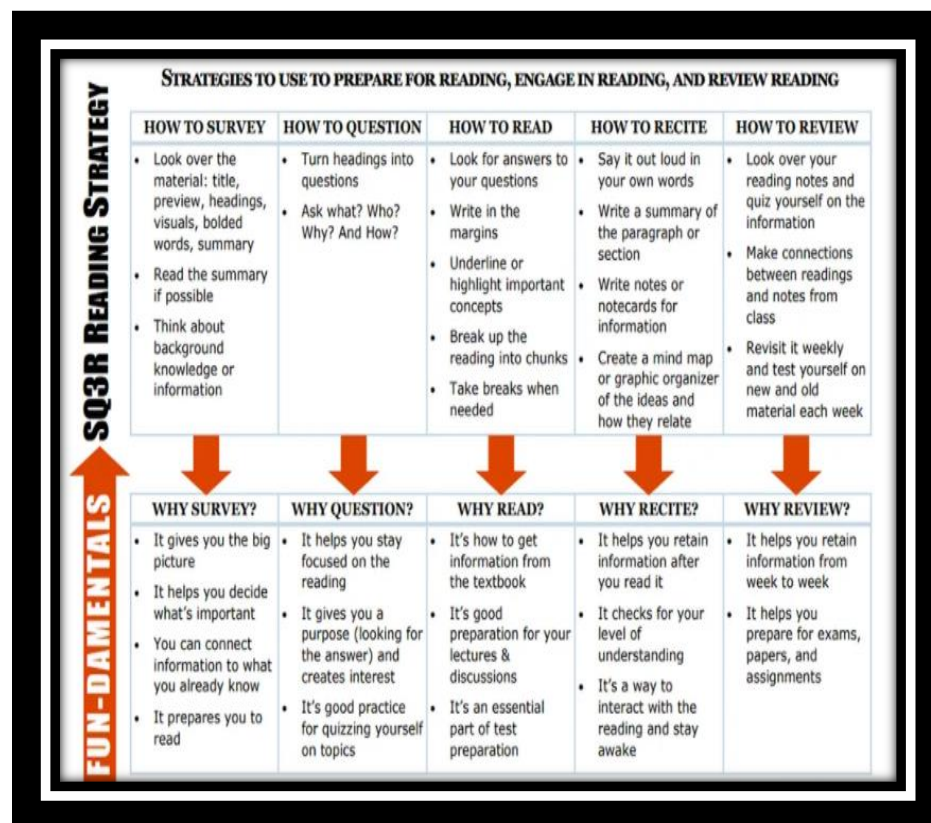 STRATEGIES TO USE TO PREPARE FOR READING, ENGAGE IN READING, AND REVIEW READING
SQ3R READING STRATEGY
FUN-DAMENTALS
HOW TO SURVEY
• Look over the
material: title,
preview, headings,
visuals, bolded
words, summary
• Read the summary
if possible
• Think about
background
knowledge or
information
HOW TO QUESTION
• Turn headings into
questions
• Ask what? Who?
Why? And How?
HOW TO READ
• Look for answers to
your questions
• Write in the
margins
• Underline or
highlight important
concepts
• Break up the
reading into chunks
• Take breaks when
needed
HOW TO RECITE
• Say it out loud in
your own words
• Write a summary of
the paragraph or
section
• Write notes or
notecards for
information
• Create a mind map
or graphic organizer
of the ideas and
how they relate
HOW TO REVIEW
• Look over your
reading notes and
quiz yourself on the
information
• Make connections
between readings
and notes from
class
• Revisit it weekly
and test yourself on
new and old
material each week
WHY SURVEY?
• It gives you the big
picture
• It helps you decide
what's important
• You can connect
information to what
you already know
• It prepares you to
read
WHY QUESTION?
• It helps you stay
focused on the
reading
• It gives you a
purpose (looking for
the answer) and
creates interest
• It's good practice
for quizzing yourself
on topics
WHY READ?
• It's how to get
information from
the textbook
• It's good
preparation for your
lectures &
discussions
• It's an essential
part of test
preparation
WHY RECITE?
• It helps you retain
information after
you read it
• It checks for your
level of
understanding
• It's a way to
interact with the
reading and stay
awake
WHY REVIEW?
• It helps you retain
information from
week to week
• It helps you
prepare for exams,
papers, and
assignments